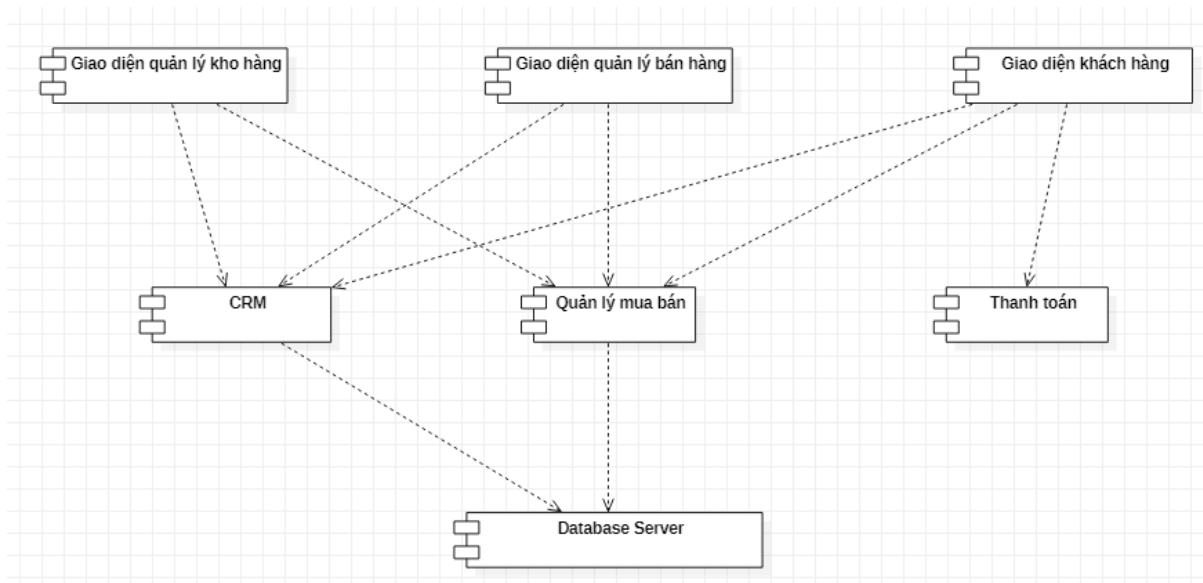 Giao diện quản lý kho hàng
Giao diện quản lý bán hàng
Giao diện khách hàng
CRM
Quản lý mua bán
Thanh toán
Database Server